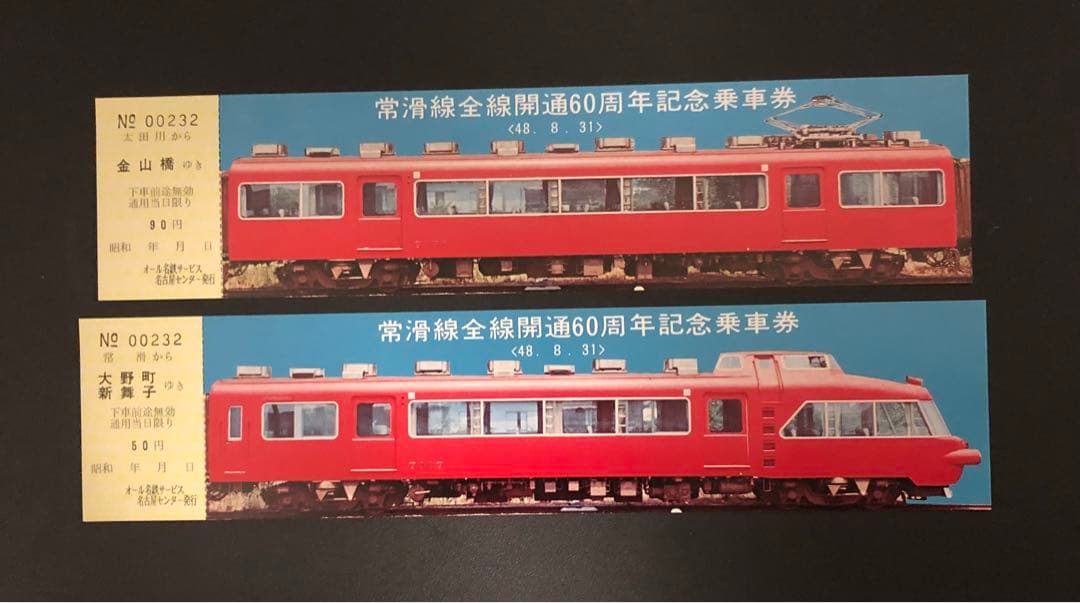 常滑線全線開通60周年記念乗車券
<48.8.31>
№ 00232
太田川から
金山橋 ゆき
下車前途無効
通用当日限り
90円
昭和 年 月 日
オール名鉄サービス
名古屋センター発行
常滑線全線開通60周年記念乗車券
<48.8.31>
№ 00232
常滑から
大野町
新舞子 ゆき
下車前途無効
通用当日限り
50円
昭和 年 月 日
オール名鉄サービス
名古屋センター発行